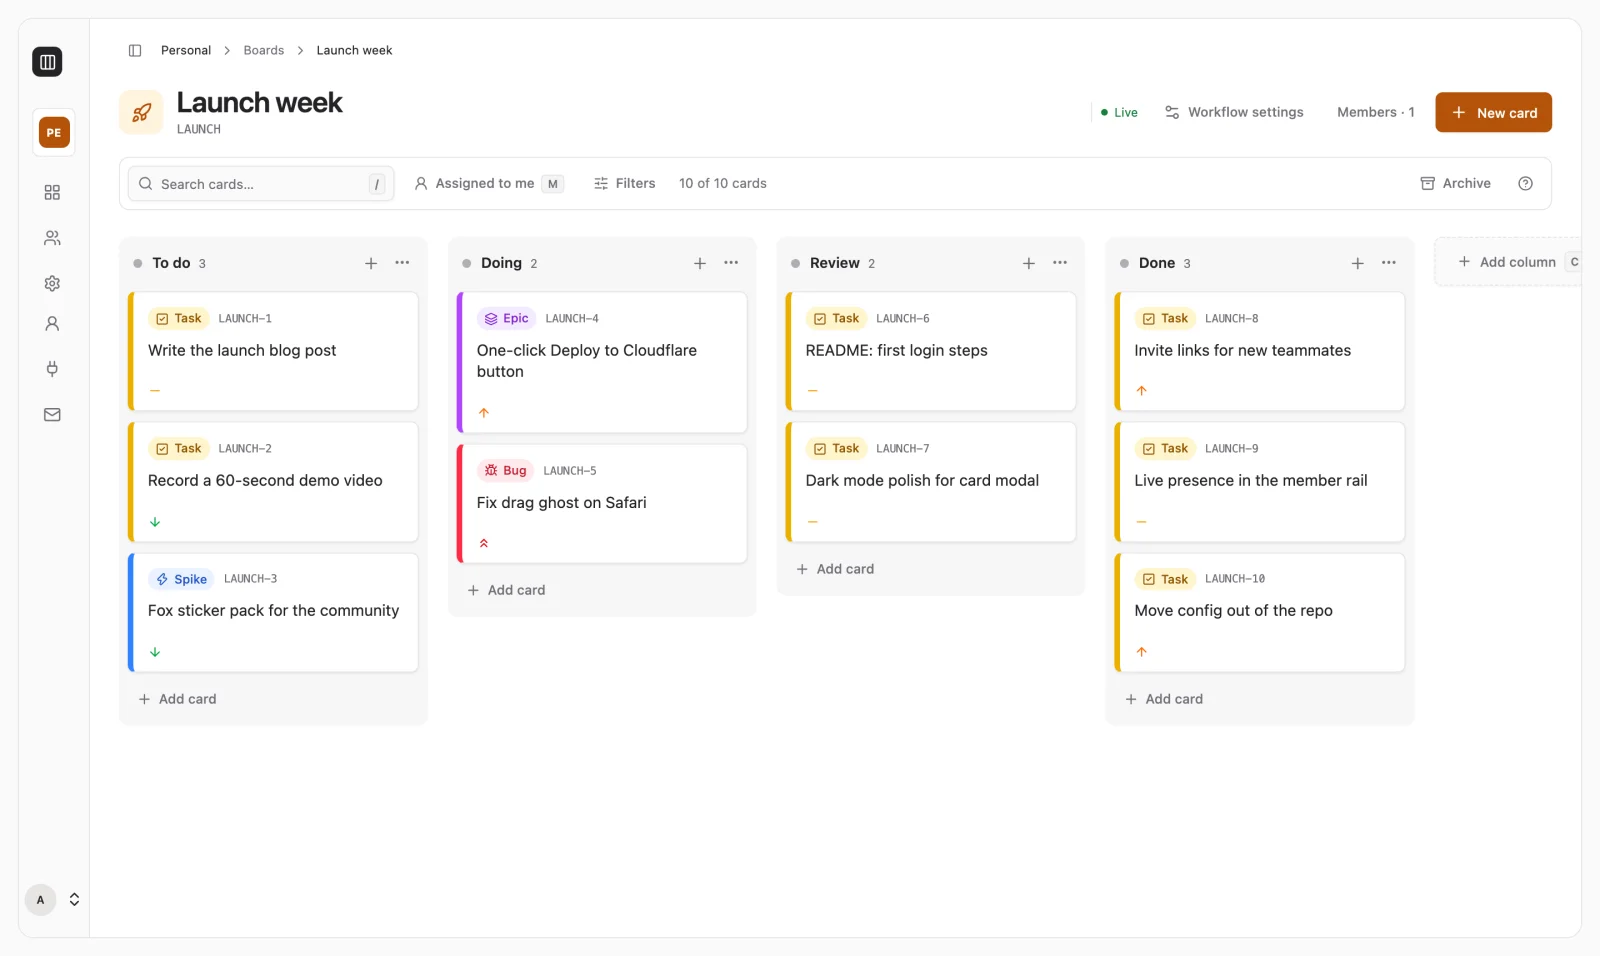 Personal > Boards > Launch week
PE
Launch week
LAUNCH
Live
Workflow settings
Members · 1
+ New card
Search cards... /
Assigned to me M
Filters
10 of 10 cards
Archive
To do 3
Task LAUNCH-1
Write the launch blog post
Task LAUNCH-2
Record a 60-second demo video
Spike LAUNCH-3
Fox sticker pack for the community
+ Add card
Doing 2
Epic LAUNCH-4
One-click Deploy to Cloudflare
button
Bug LAUNCH-5
Fix drag ghost on Safari
+ Add card
Review 2
Task LAUNCH-6
README: first login steps
Task LAUNCH-7
Dark mode polish for card modal
+ Add card
Done 3
Task LAUNCH-8
Invite links for new teammates
Task LAUNCH-9
Live presence in the member rail
Task LAUNCH-10
Move config out of the repo
+ Add card
+ Add column C
A